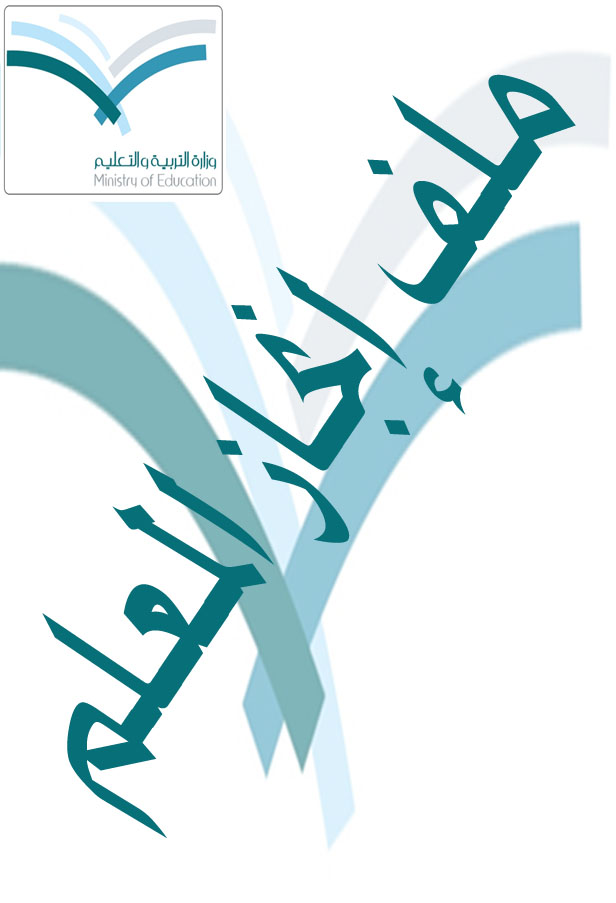 وزارة التربية والتعليم
Ministry of Education
ملف إنجاز المعلم